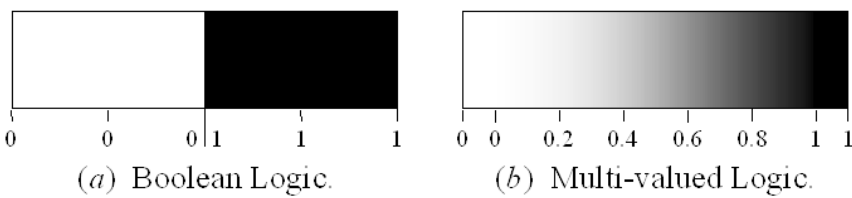 0 0 0 1 1 1
0 0 0.2 0.4 0.6 0.8 1 1
(a) Boolean Logic.
(b) Multi-valued Logic.